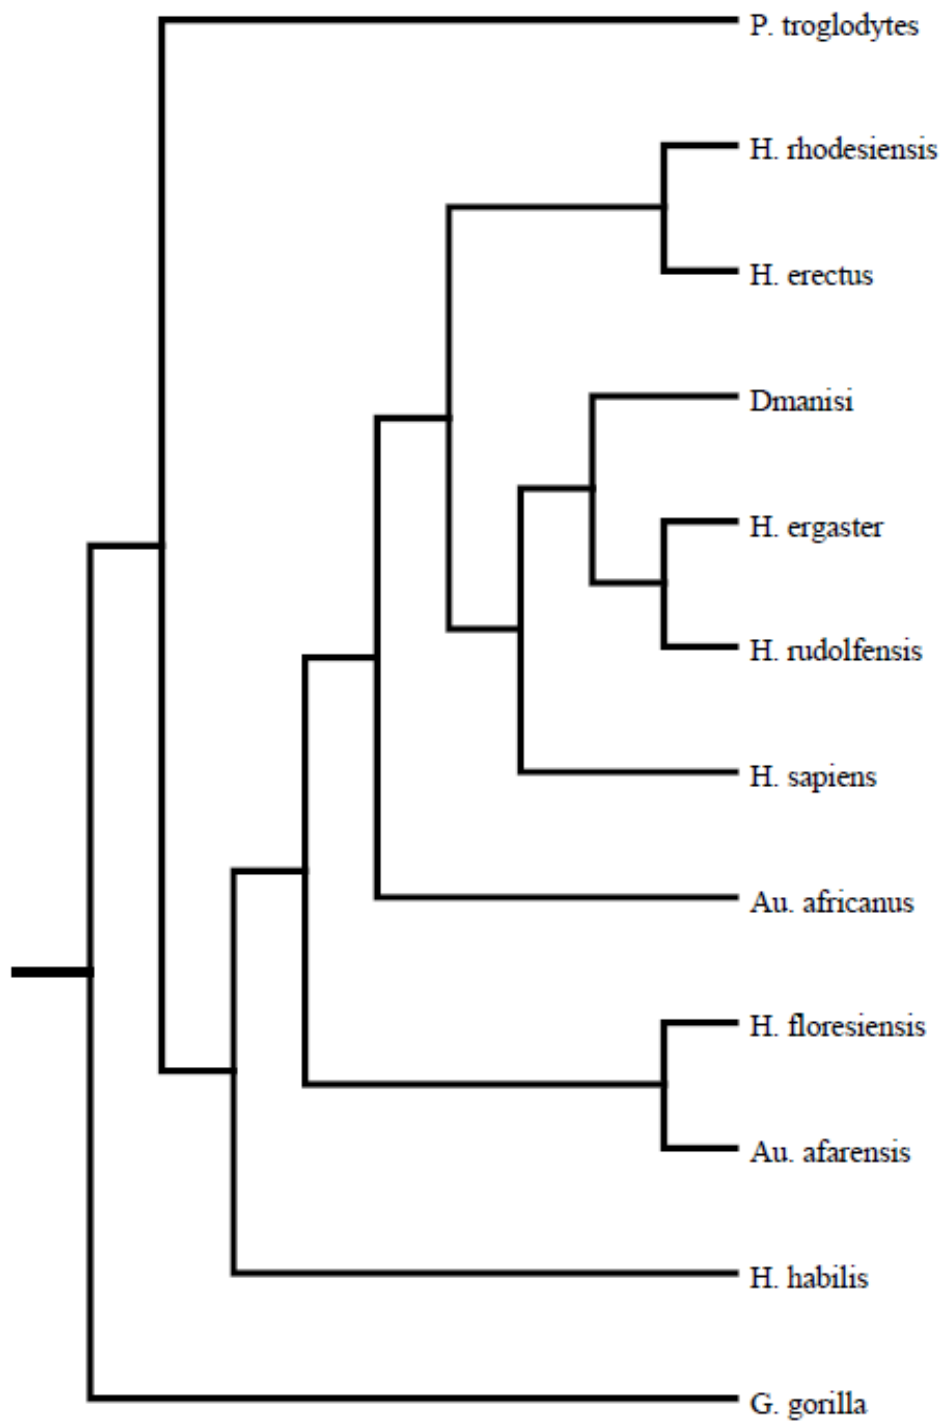 P. troglodytes
H. rhodesiensis
H. erectus
Dmanisi
H. ergaster
H. rudolfensis
H. sapiens
Au. africanus
H. floresiensis
Au. afarensis
H. habilis
G. gorilla